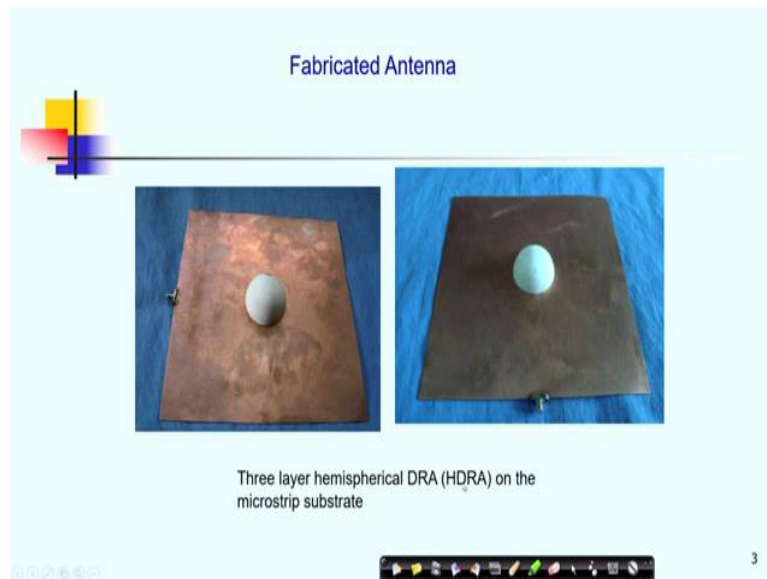 Fabricated Antenna
Three layer hemispherical DRA (HDRA) on the
microstrip substrate
3